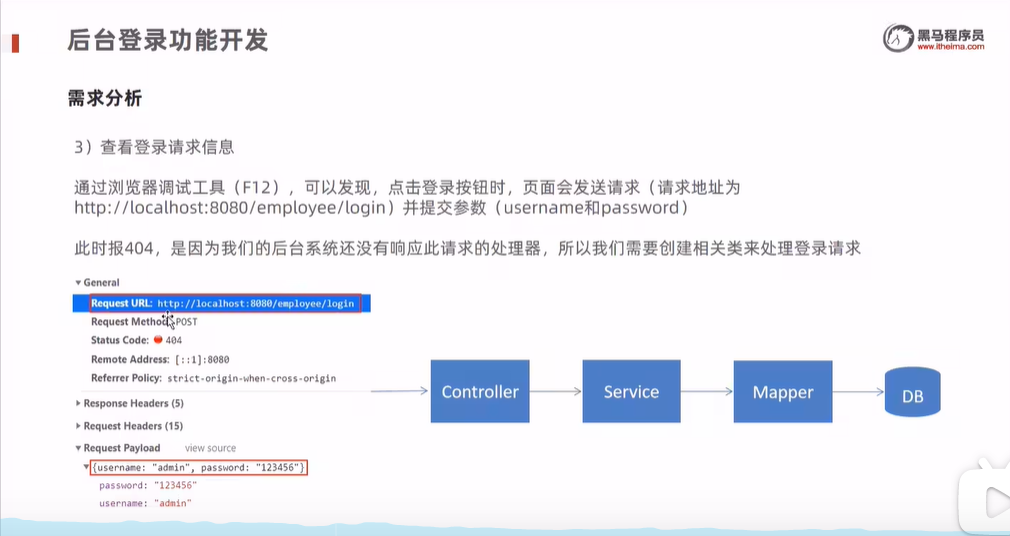 后台登录功能开发
黑马程序员
www.itheima.com
需求分析
3）查看登录请求信息
通过浏览器调试工具（F12），可以发现，点击登录按钮时，页面会发送请求（请求地址为
http://localhost:8080/employee/login）并提交参数（username和password）
此时报404，是因为我们的后台系统还没有响应此请求的处理器，所以我们需要创建相关类来处理登录请求
General
Request URL: http://localhost:8080/employee/login
Request Method: POST
Status Code: 404
Remote Address: [::1]:8080
Referrer Policy: strict-origin-when-cross-origin
Response Headers (5)
Request Headers (15)
Request Payload view source
{username: "admin", password: "123456"}
password: "123456"
username: "admin"
Controller
Service
Mapper
DB